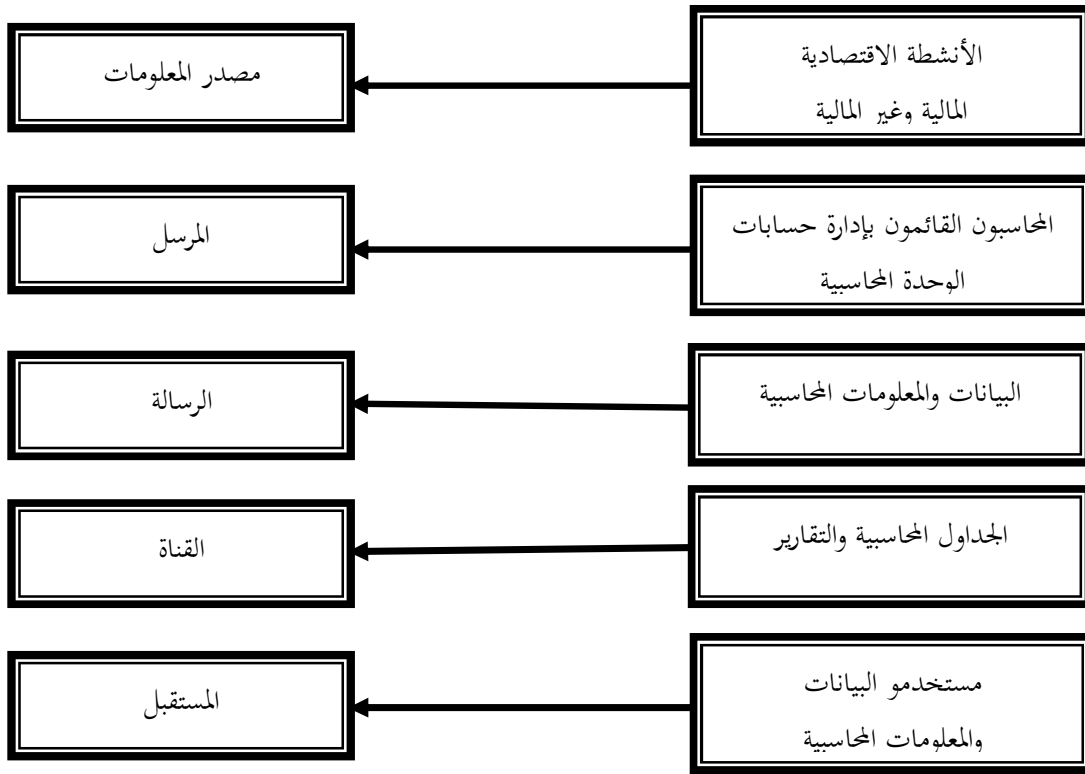 الأنشطة الاقتصادية
المالية وغير المالية
مصدر المعلومات
المحاسبون القائمون بإدارة حسابات
الوحدة المحاسبية
المرسل
البيانات والمعلومات المحاسبية
الرسالة
الجداول المحاسبية والتقارير
القناة
مستخدمو البيانات
والمعلومات المحاسبية
المستقبل